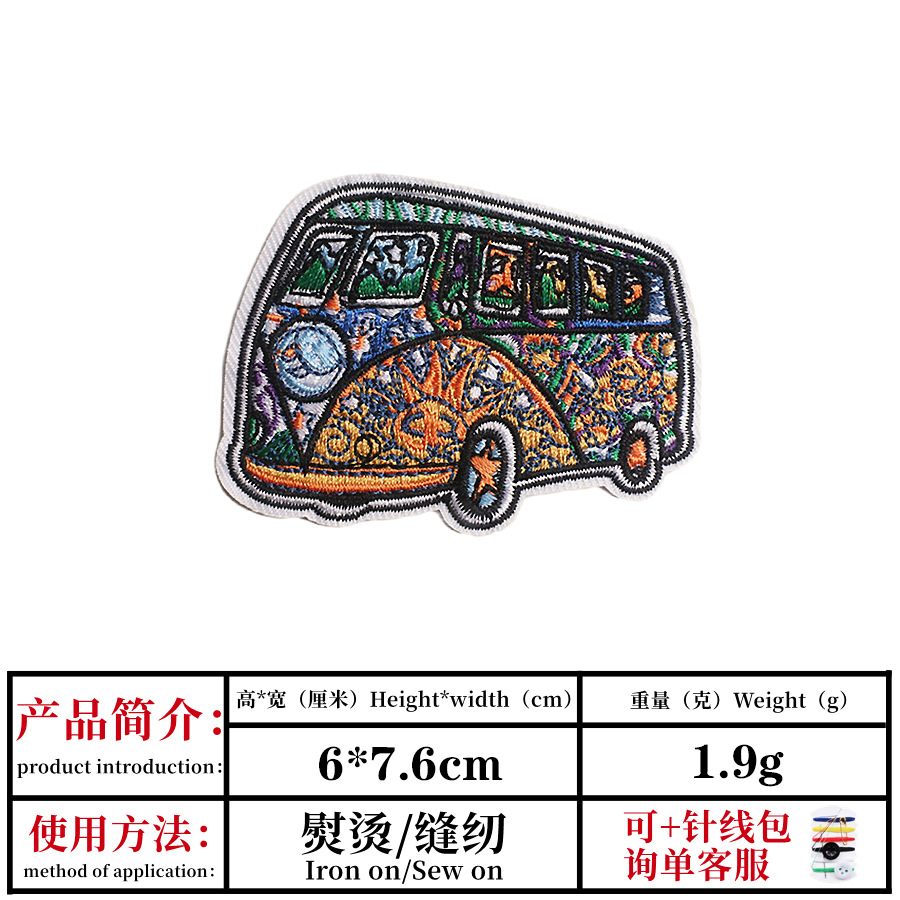 产品简介：
product introduction：
高*宽（厘米）Height*width（cm）
重量（克）Weight（g）
6*7.6cm
1.9g
使用方法：
method of application：
熨烫/缝纫
Iron on/Sew on
可+针线包
询单客服